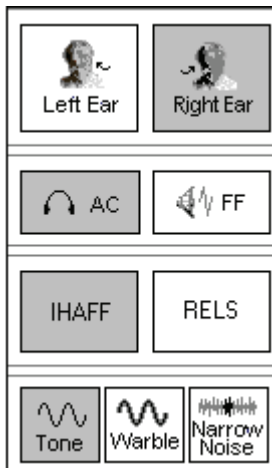 Left Ear
Right Ear
AC
FF
IHAFF
RELS
Tone
Warble
Narrow
Noise